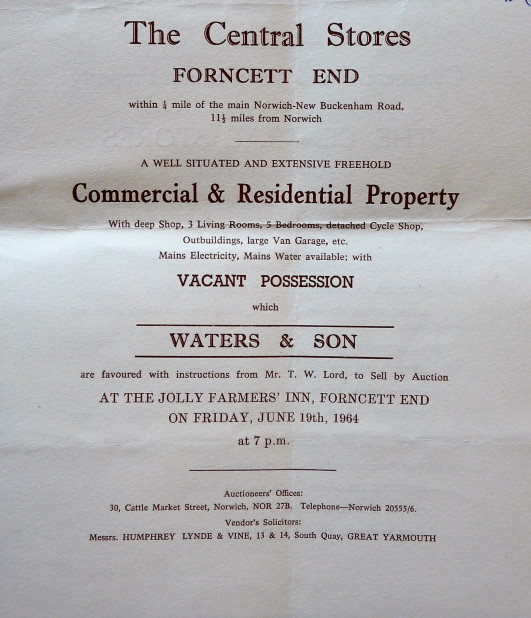 The Central Stores
FORNCETT END
within ¼ mile of the main Norwich-New Buckenham Road,
11½ miles from Norwich
A WELL SITUATED AND EXTENSIVE FREEHOLD
Commercial & Residential Property
With deep Shop, 3 Living Rooms, 5 Bedrooms, detached Cycle Shop,
Outbuildings, large Van Garage, etc.
Mains Electricity, Mains Water available; with
VACANT POSSESSION
which
WATERS & SON
are favoured with instructions from Mr. T. W. Lord, to Sell by Auction
AT THE JOLLY FARMERS' INN, FORNCETT END
ON FRIDAY, JUNE 19th, 1964
at 7 p.m.
Auctioneers' Offices:
30, Cattle Market Street, Norwich, NOR 27B. Telephone—Norwich 20555/6.
Vendor's Solicitors:
Messrs. HUMPHREY LYNDE & VINE, 13 & 14, South Quay, GREAT YARMOUTH